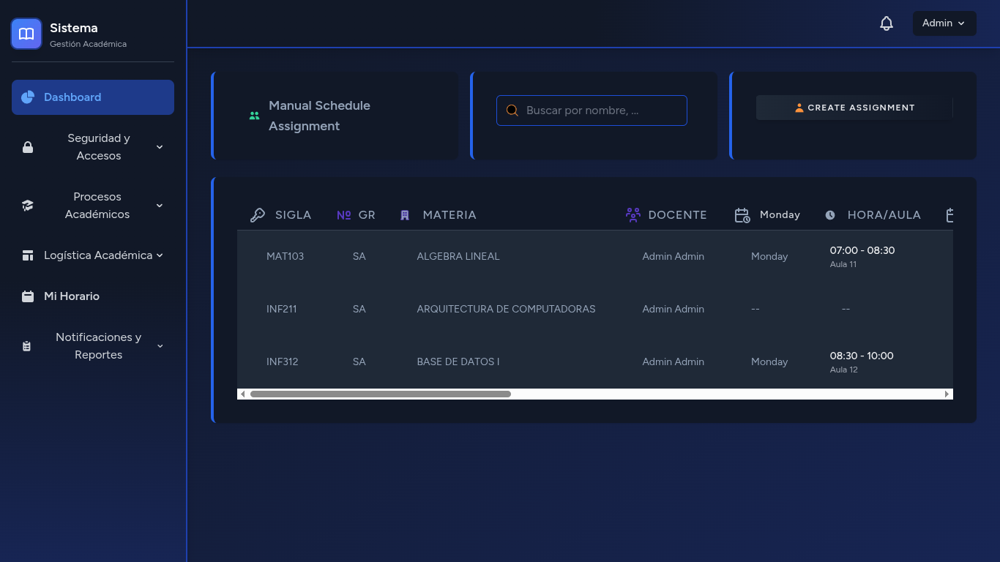 Sistema
Gestión Académica
Admin
Dashboard
Seguridad y
Accesos
Procesos
Académicos
Logística Académica
Mi Horario
Notificaciones y
Reportes
Manual Schedule
Assignment
Buscar por nombre, ...
CREATE ASSIGNMENT
SIGLA Nº GR MATERIA DOCENTE Monday HORA/AULA
MAT103 SA ALGEBRA LINEAL Admin Admin Monday 07:00 - 08:30
Aula 11
INF211 SA ARQUITECTURA DE COMPUTADORAS Admin Admin -- --
INF312 SA BASE DE DATOS I Admin Admin Monday 08:30 - 10:00
Aula 12